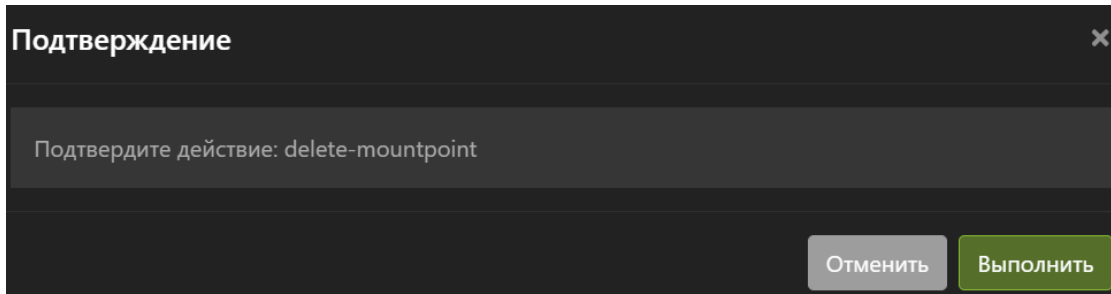 Подтверждение
Подтвердите действие: delete-mountpoint
Отменить Выполнить